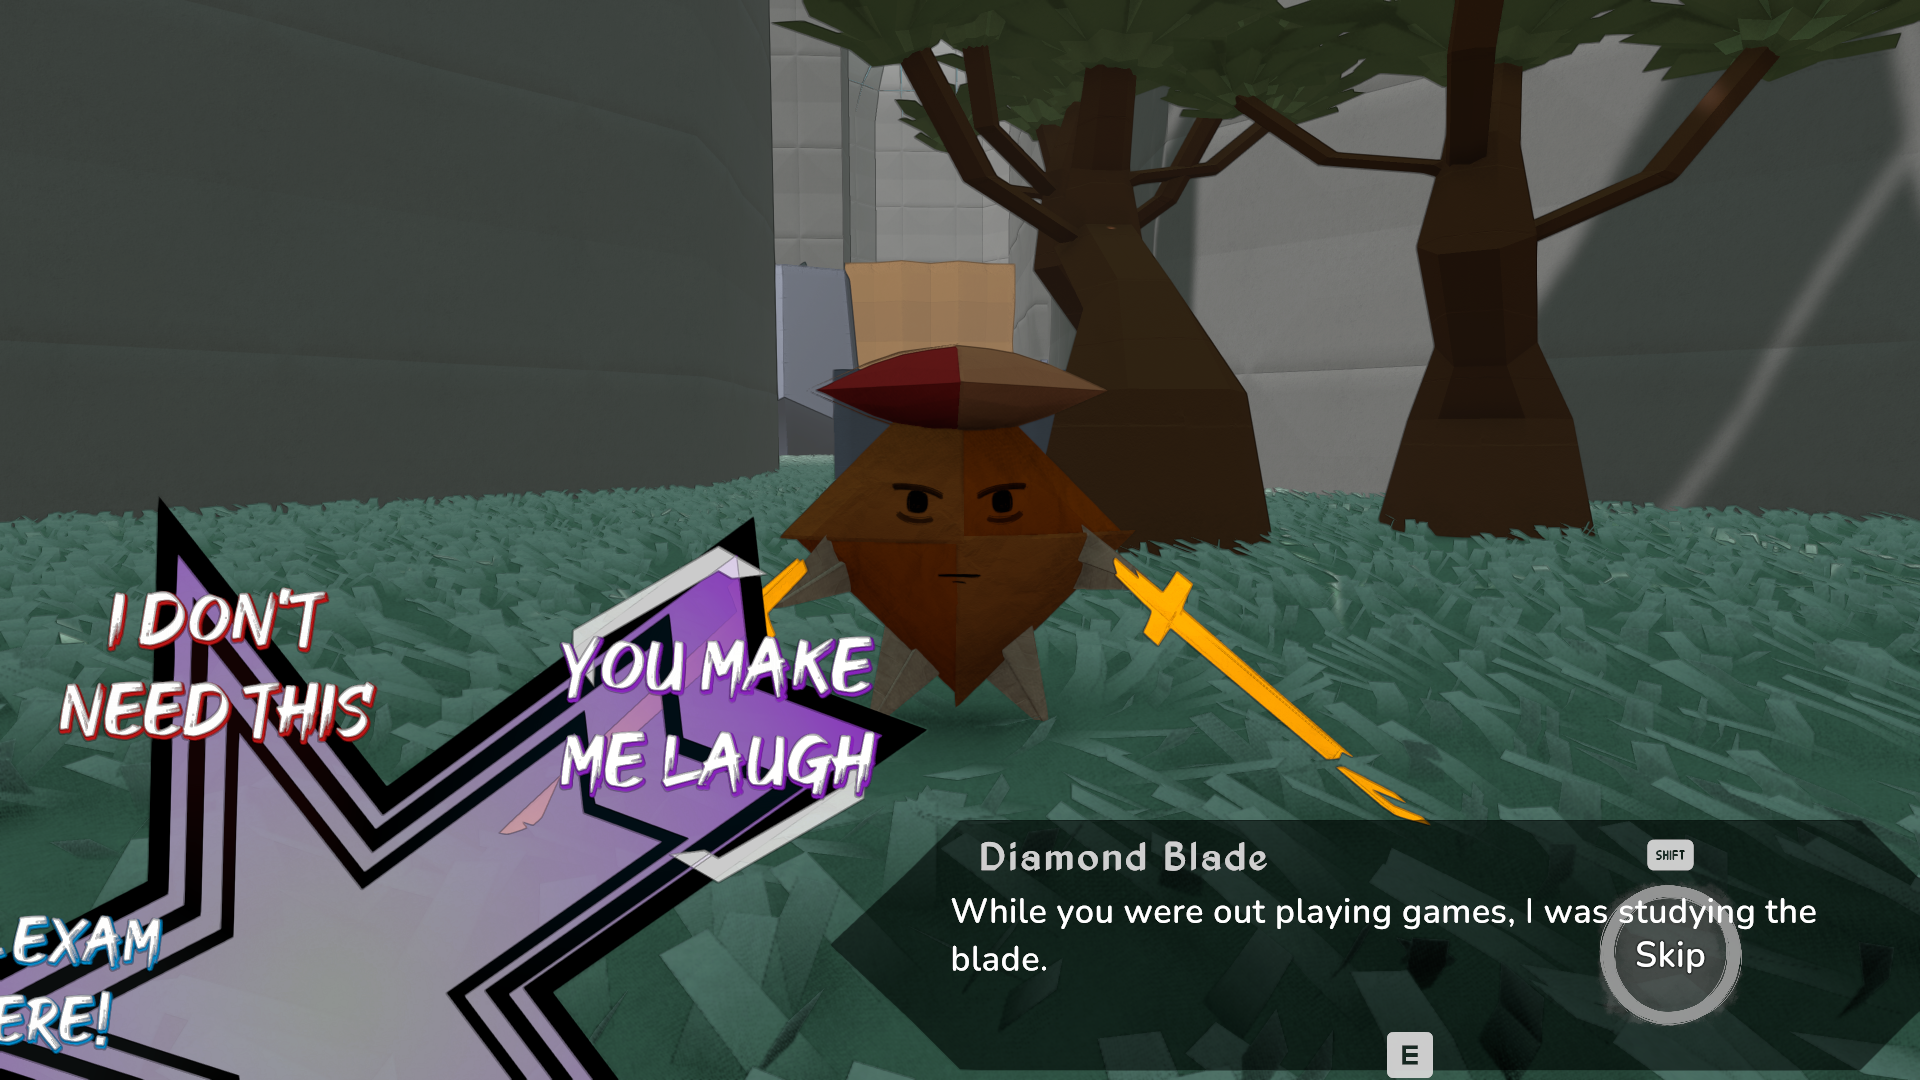 I DON'T
NEED THIS
YOU MAKE
ME LAUGH
EXAM
ERE!
Diamond Blade
SHIFT
While you were out playing games, I was studying the
blade.
Skip
E